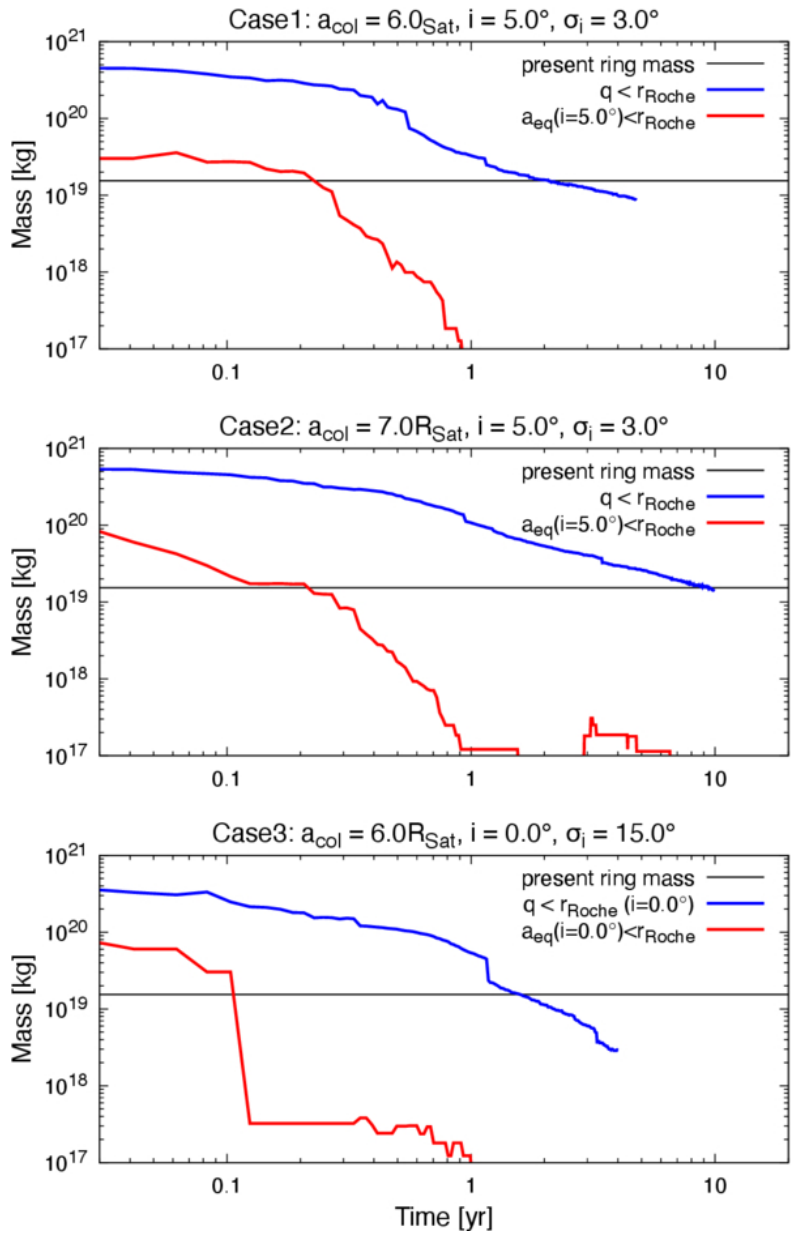 Case1: a_col = 6.0_Sat, i = 5.0°, σ_i = 3.0°
10^21
present ring mass
q < r_Roche
10^20
a_eq(i=5.0°)<r_Roche
Mass [kg]
10^19
10^18
10^17
0.1 1 10
Case2: a_col = 7.0R_Sat, i = 5.0°, σ_i = 3.0°
10^21
present ring mass
q < r_Roche
10^20
a_eq(i=5.0°)<r_Roche
Mass [kg]
10^19
10^18
10^17
0.1 1 10
Case3: a_col = 6.0R_Sat, i = 0.0°, σ_i = 15.0°
10^21
present ring mass
q < r_Roche (i=0.0°)
10^20
a_eq(i=0.0°)<r_Roche
Mass [kg]
10^19
10^18
10^17
0.1 1 10
Time [yr]